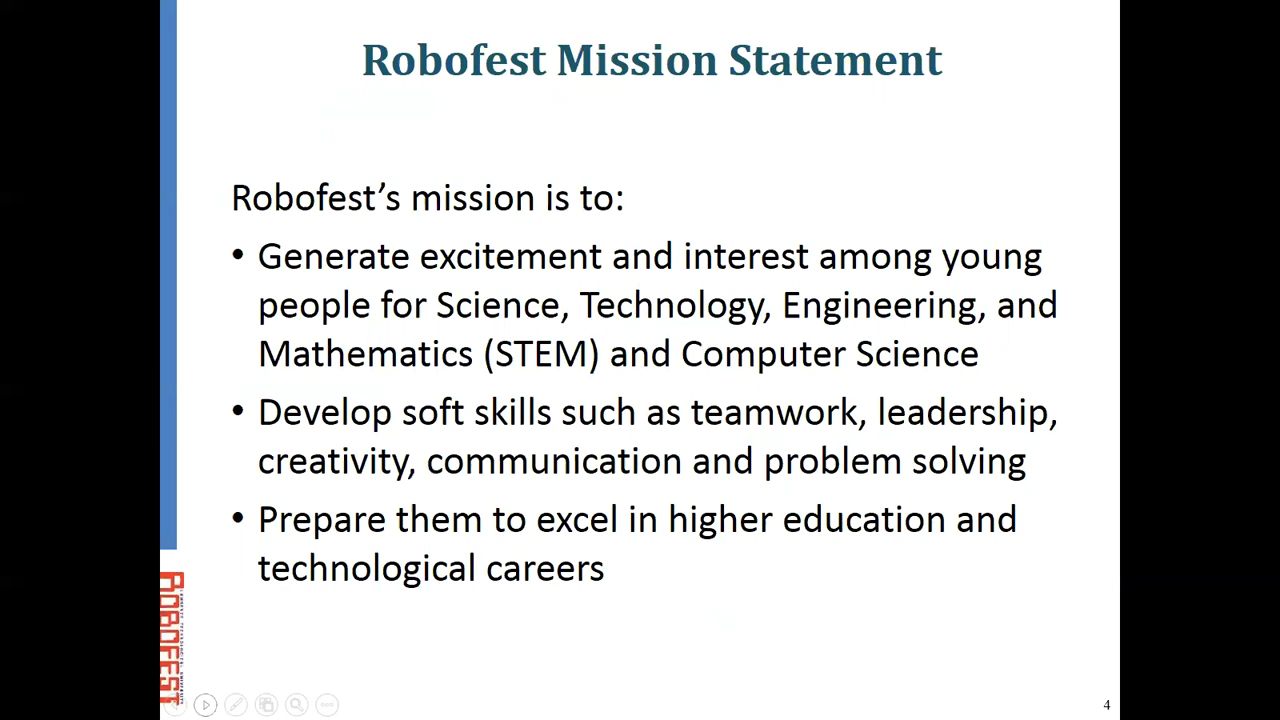 Robofest Mission Statement
Robofest’s mission is to:
• Generate excitement and interest among young
people for Science, Technology, Engineering, and
Mathematics (STEM) and Computer Science
• Develop soft skills such as teamwork, leadership,
creativity, communication and problem solving
• Prepare them to excel in higher education and
technological careers
ROBOFEST
4